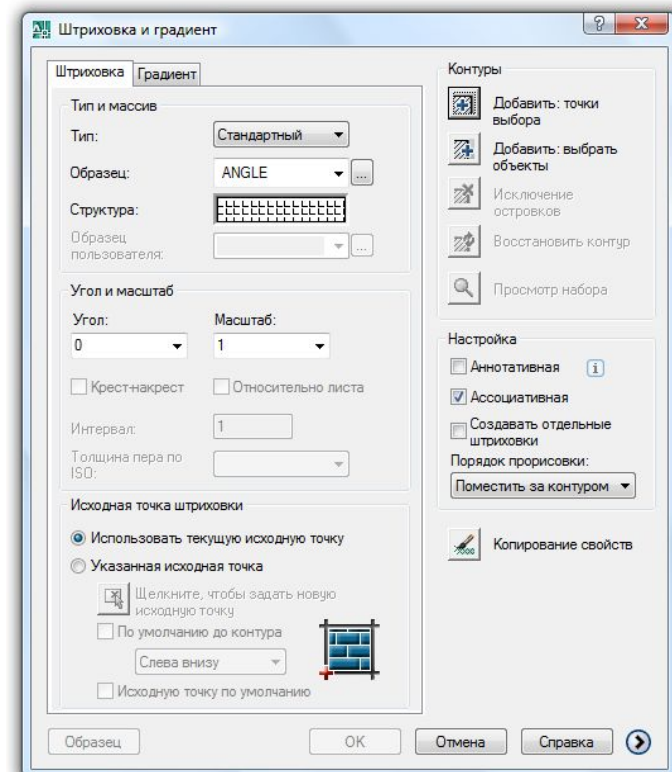 Штриховка и градиент
Штриховка
Градиент
Тип и массив
Тип:
Стандартный
Образец:
ANGLE
...
Структура:
Образец
пользователя:
...
Угол и масштаб
Угол:
Масштаб:
0
1
Крест-накрест
Относительно листа
Интервал:
1
Толщина пера по
ISO:
Исходная точка штриховки
Использовать текущую исходную точку
Указанная исходная точка
Щелкните, чтобы задать новую
исходную точку
По умолчанию до контура
Слева внизу
Исходную точку по умолчанию
Контуры
Добавить: точки
выбора
Добавить: выбрать
объекты
Исключение
островков
Восстановить контур
Просмотр набора
Настройка
Аннотативная
Ассоциативная
Создавать отдельные
штриховки
Порядок прорисовки:
Поместить за контуром
Копирование свойств
Образец
OK
Отмена
Справка